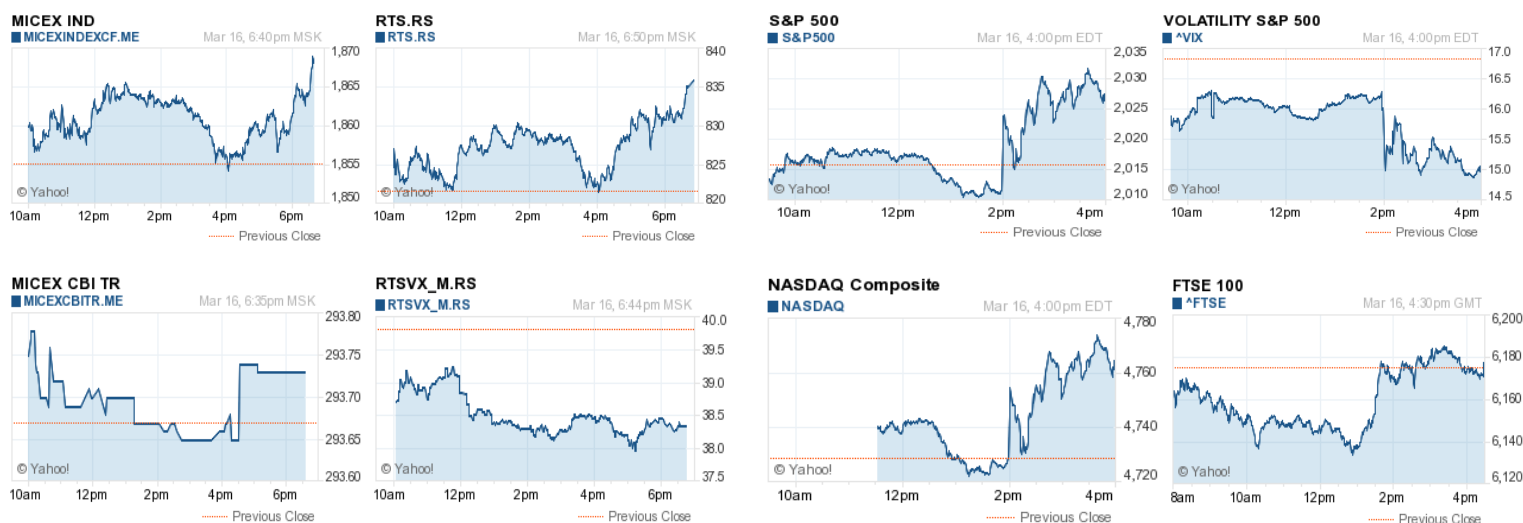 MICEX IND
MICEXINDEXCF.ME Mar 16, 6:40pm MSK
1,870
1,865
1,860
1,855
1,850
© Yahoo!
10am 12pm 2pm 4pm 6pm
Previous Close
RTS.RS
RTS.RS Mar 16, 6:50pm MSK
840
835
830
825
820
© Yahoo!
10am 12pm 2pm 4pm 6pm
Previous Close
S&P 500
S&P500 Mar 16, 4:00pm EDT
2,035
2,030
2,025
2,020
2,015
2,010
© Yahoo!
10am 12pm 2pm 4pm
Previous Close
VOLATILITY S&P 500
^VIX Mar 16, 4:00pm EDT
17.0
16.5
16.0
15.5
15.0
14.5
© Yahoo!
10am 12pm 2pm 4pm
Previous Close
MICEX CBI TR
MICEXCBITR.ME Mar 16, 6:35pm MSK
293.80
293.75
293.70
293.65
293.60
© Yahoo!
10am 12pm 2pm 4pm 6pm
Previous Close
RTSVX_M.RS
RTSVX_M.RS Mar 16, 6:44pm MSK
40.0
39.5
39.0
38.5
38.0
37.5
© Yahoo!
10am 12pm 2pm 4pm 6pm
Previous Close
NASDAQ Composite
NASDAQ Mar 16, 4:00pm EDT
4,780
4,760
4,740
4,720
© Yahoo!
10am 12pm 2pm 4pm
Previous Close
FTSE 100
^FTSE Mar 16, 4:30pm GMT
6,200
6,180
6,160
6,140
6,120
© Yahoo!
8am 10am 12pm 2pm 4pm
Previous Close